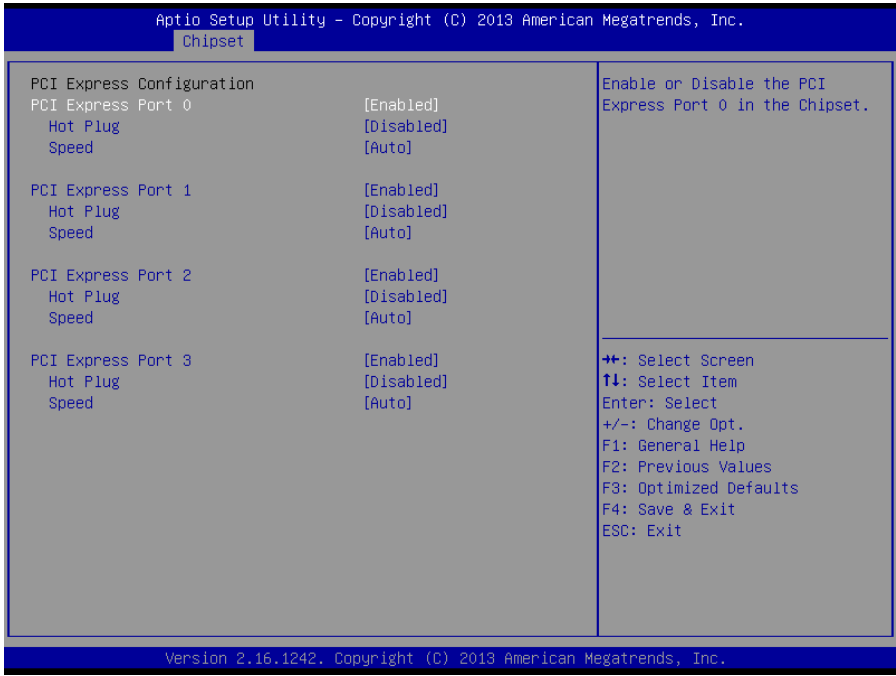 Aptio Setup Utility – Copyright (C) 2013 American Megatrends, Inc.
Chipset
PCI Express Configuration
PCI Express Port 0 [Enabled]
Hot Plug [Disabled]
Speed [Auto]
PCI Express Port 1 [Enabled]
Hot Plug [Disabled]
Speed [Auto]
PCI Express Port 2 [Enabled]
Hot Plug [Disabled]
Speed [Auto]
PCI Express Port 3 [Enabled]
Hot Plug [Disabled]
Speed [Auto]
Enable or Disable the PCI
Express Port 0 in the Chipset.
→←: Select Screen
↑↓: Select Item
Enter: Select
+/-: Change Opt.
F1: General Help
F2: Previous Values
F3: Optimized Defaults
F4: Save & Exit
ESC: Exit
Version 2.16.1242. Copyright (C) 2013 American Megatrends, Inc.